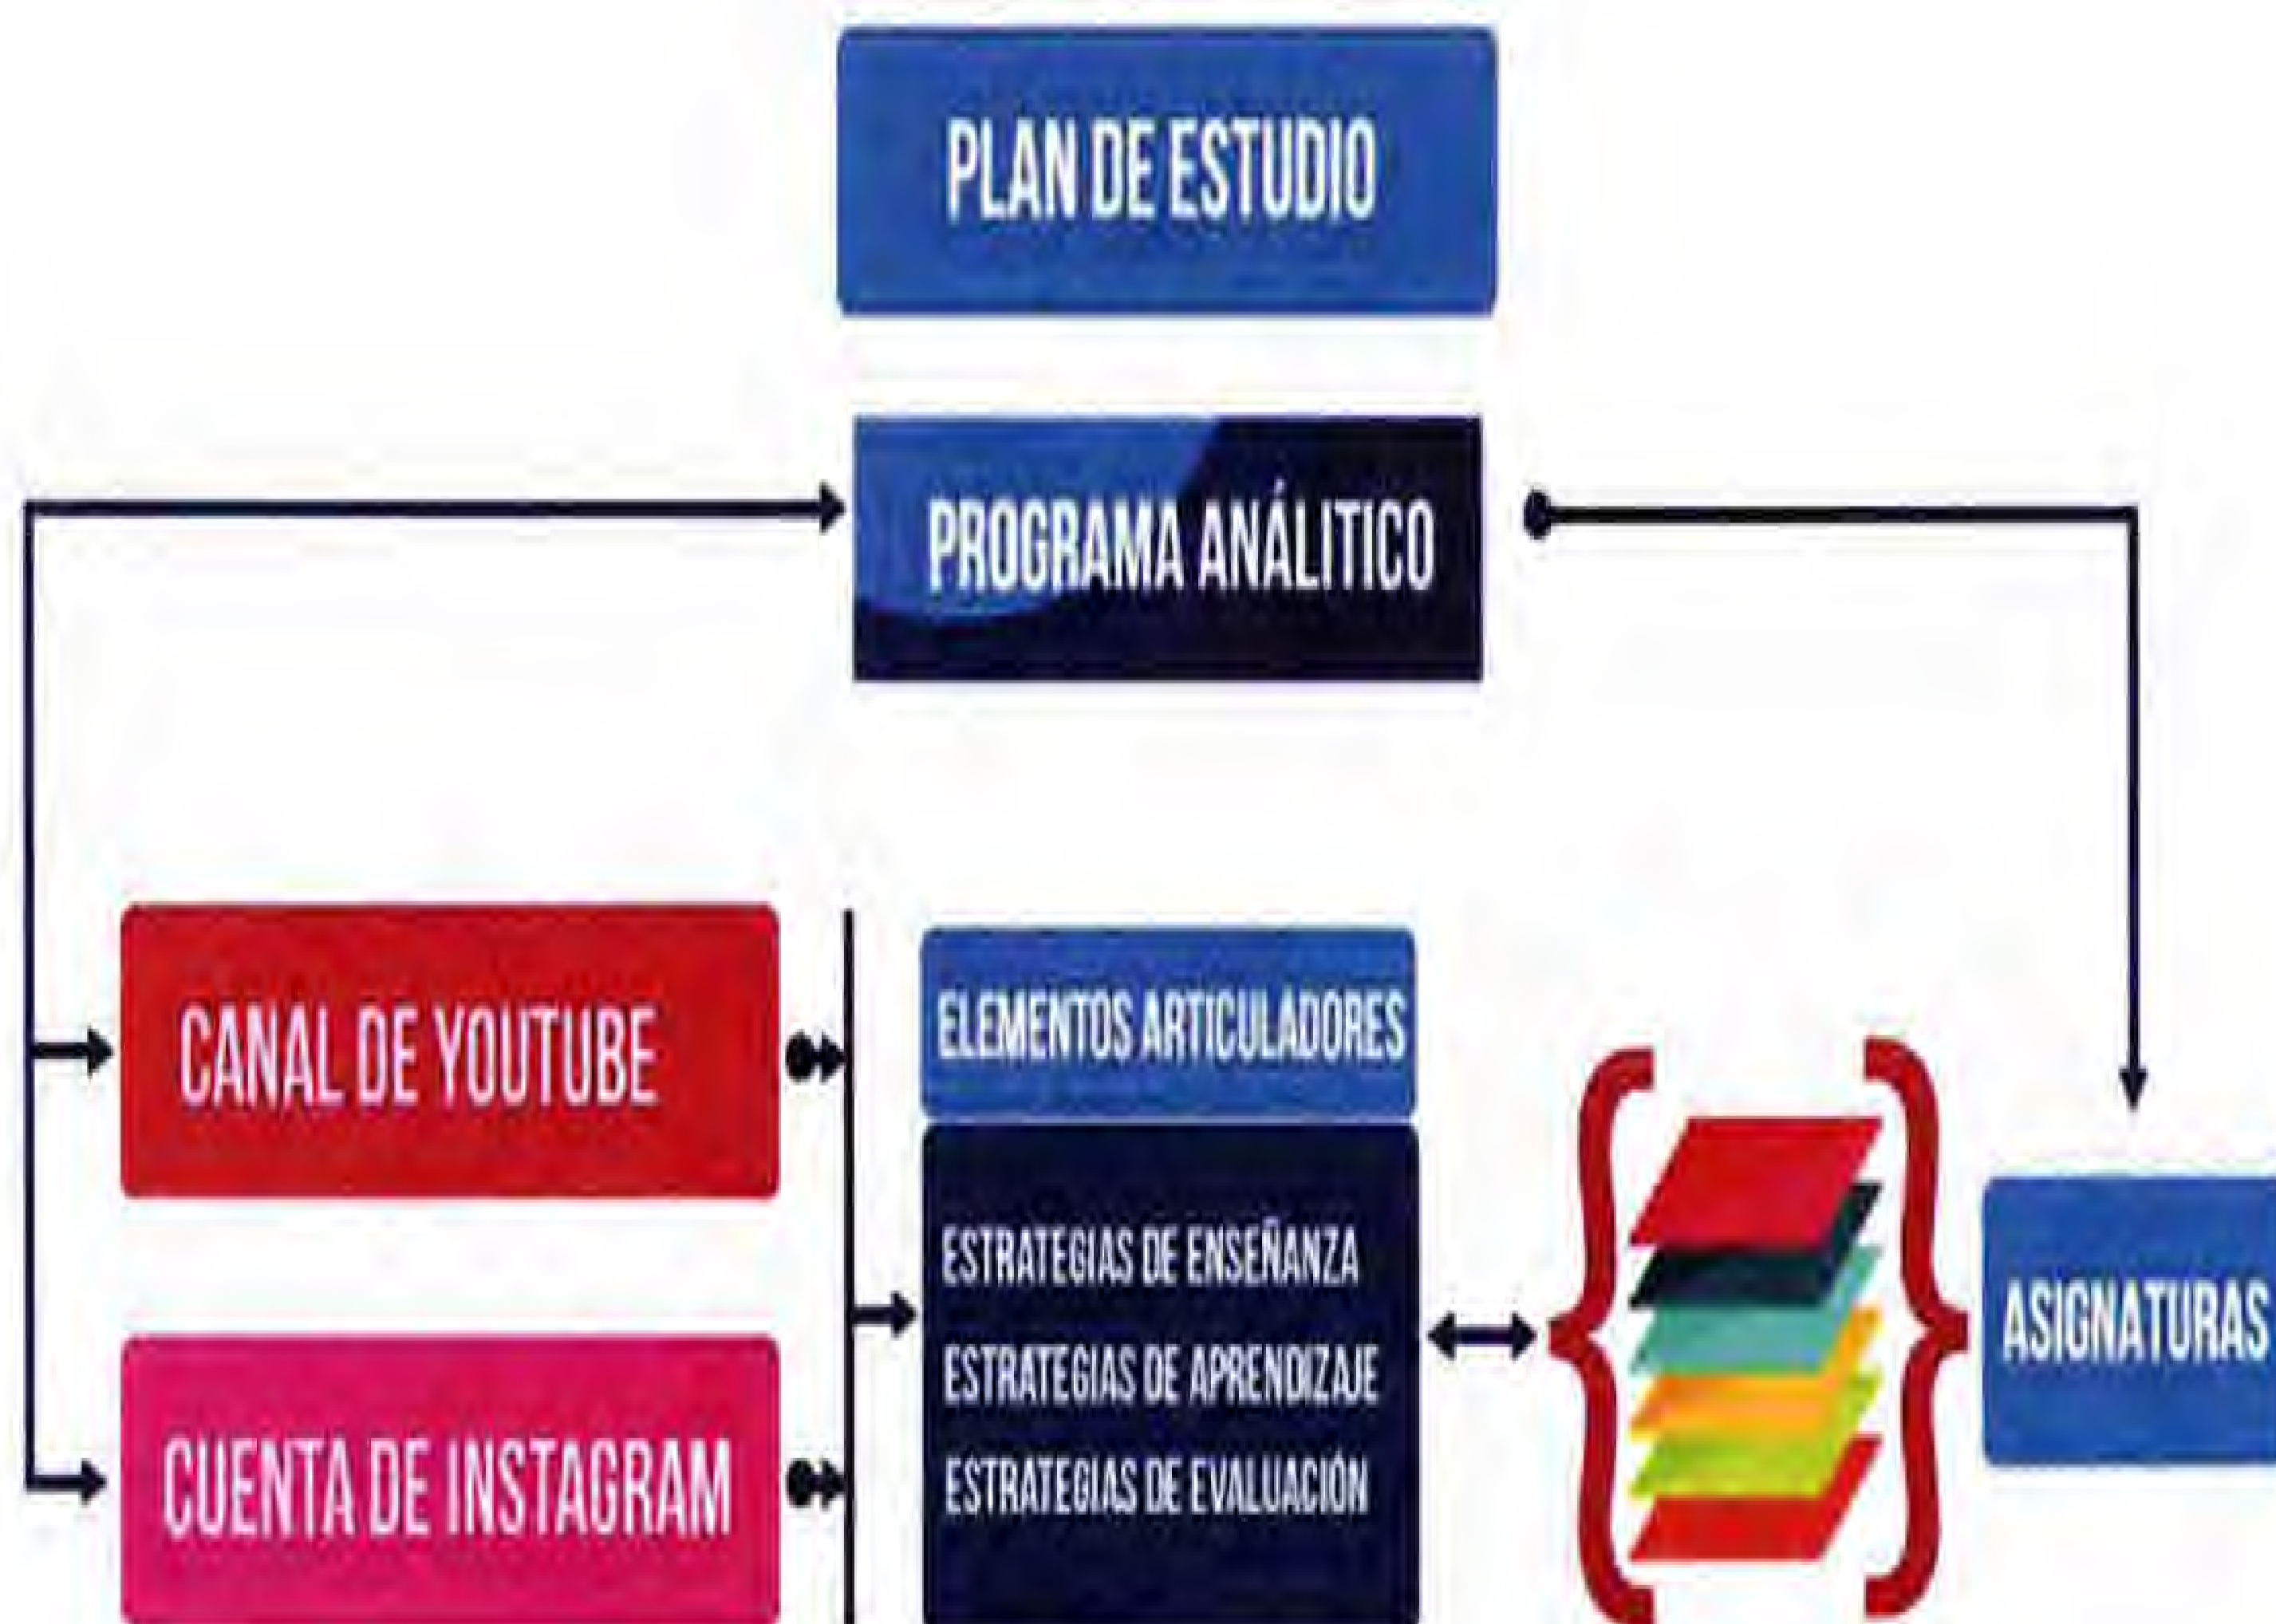 PLAN DE ESTUDIO
PROGRAMA ANÁLITICO
CANAL DE YOUTUBE
CUENTA DE INSTAGRAM
ELEMENTOS ARTICULADORES
ESTRATEGIAS DE ENSEÑANZA
ESTRATEGIAS DE APRENDIZAJE
ESTRATEGIAS DE EVALUACIÓN
ASIGNATURAS